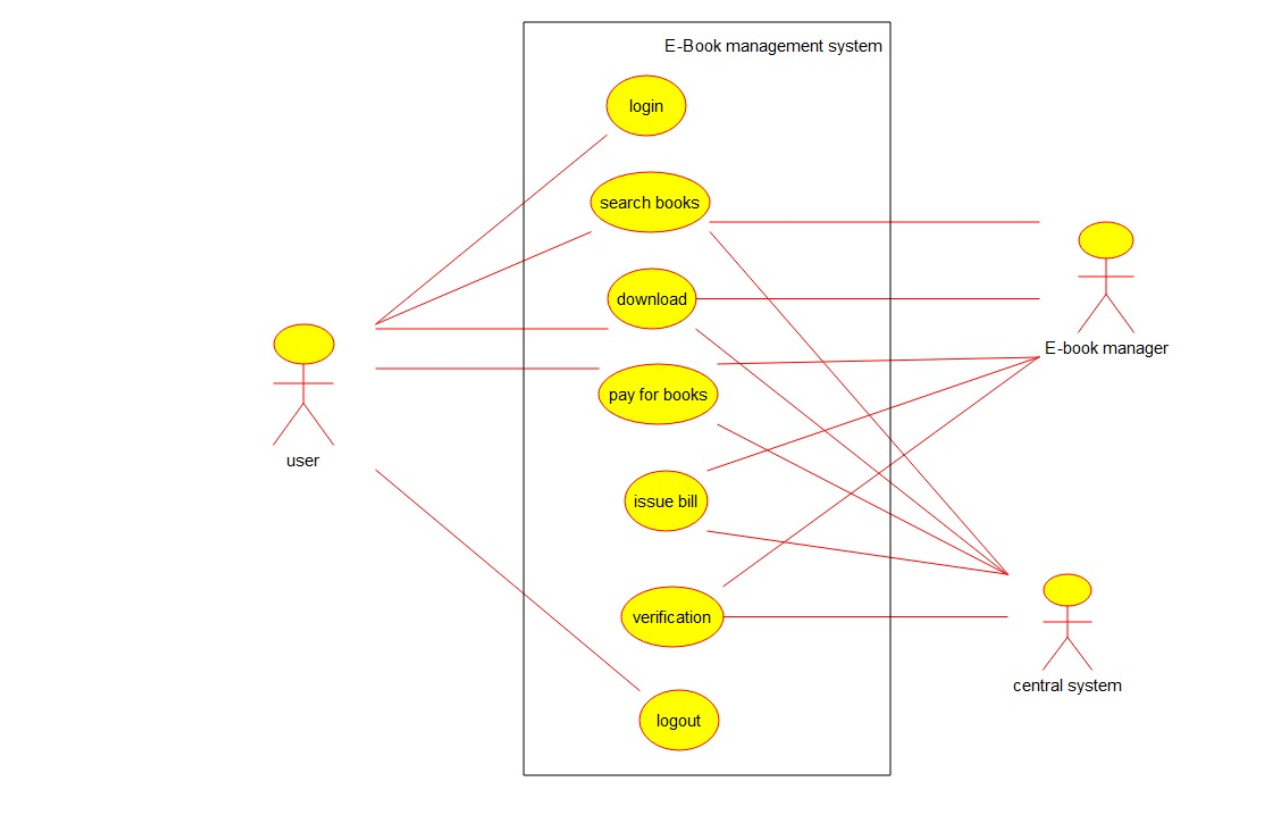 E-Book management system
login
search books
download
pay for books
issue bill
verification
logout
user
E-book manager
central system